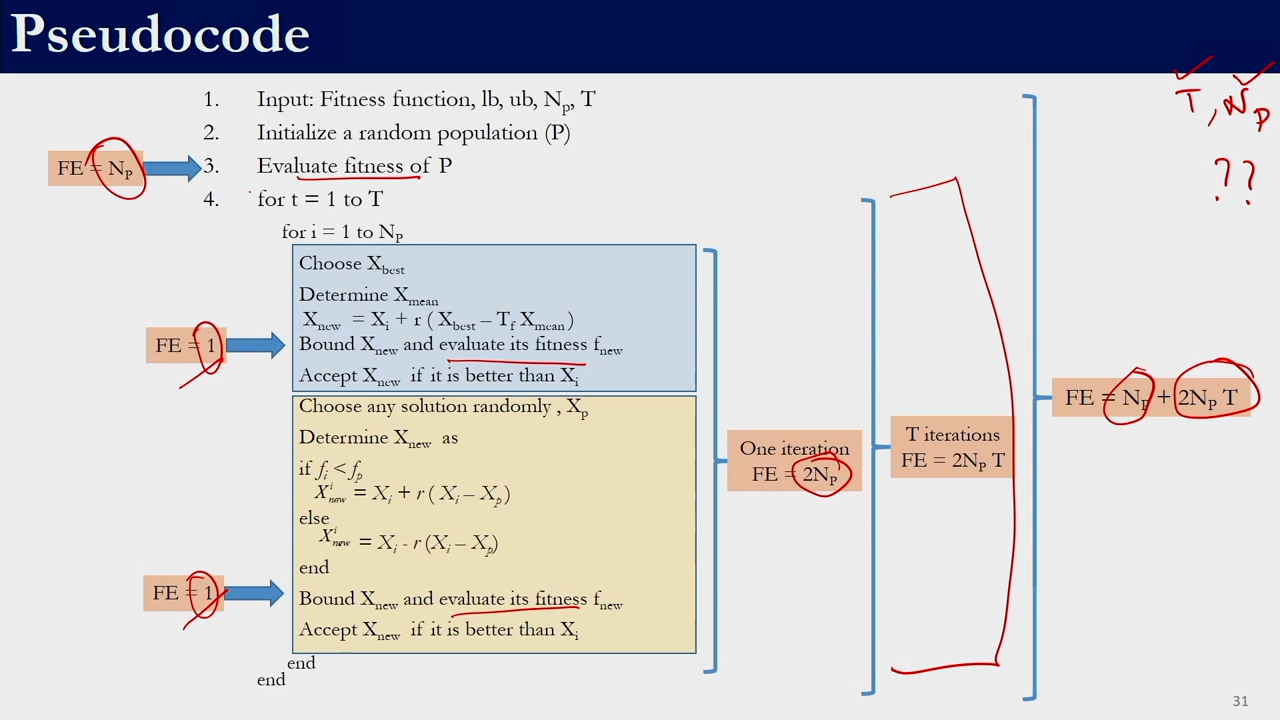 Pseudocode
T, Np
??
1. Input: Fitness function, lb, ub, Np, T
2. Initialize a random population (P)
FE = NP
3. Evaluate fitness of P
4. for t = 1 to T
for i = 1 to NP
Choose Xbest
Determine Xmean
Xnew = Xi + r ( Xbest – Tf Xmean)
FE = 1
Bound Xnew and evaluate its fitness fnew
Accept Xnew if it is better than Xi
Choose any solution randomly , Xp
Determine Xnew as
if fi < fp
Xinew = Xi + r ( Xi – Xp)
else
Xinew = Xi - r (Xi – Xp)
end
FE = 1
Bound Xnew and evaluate its fitness fnew
Accept Xnew if it is better than Xi
end
end
One iteration
FE = 2NP
T iterations
FE = 2NP T
FE = NP + 2NP T
31